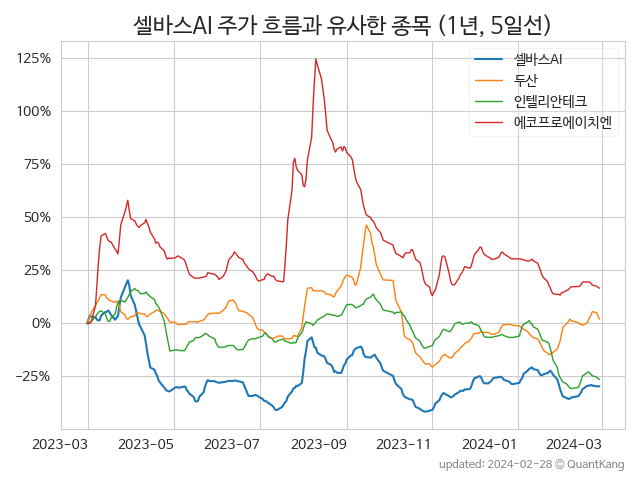 셀바스AI 주가 흐름과 유사한 종목 (1년, 5일선)
셀바스AI
두산
인텔리안테크
에코프로에이치엔
125%
100%
75%
50%
25%
0%
−25%
2023-03
2023-05
2023-07
2023-09
2023-11
2024-01
2024-03
updated: 2024-02-28 © QuantKang